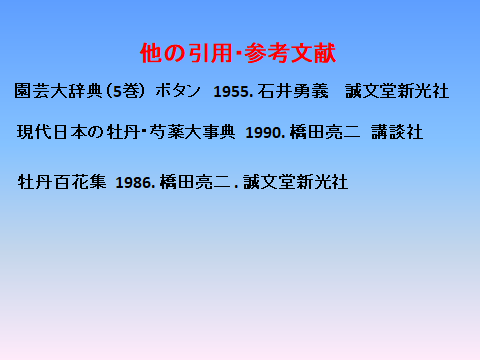 他の引用・参考文献
園芸大辞典（5巻） ボタン 1955. 石井勇義　誠文堂新光社
現代日本の牡丹・芍薬大事典 1990. 橋田亮二 講談社
牡丹百花集 1986. 橋田亮二 . 誠文堂新光社